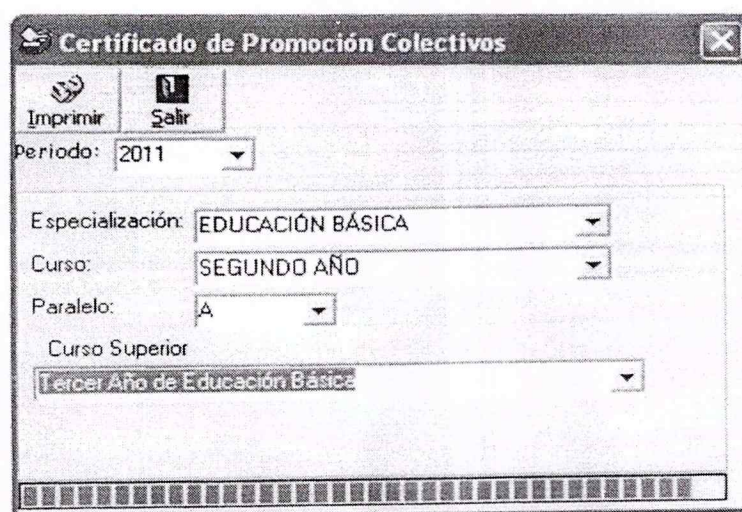 Certificado de Promoción Colectivos
Imprimir Salir
Periodo: 2011
Especialización: EDUCACIÓN BÁSICA
Curso: SEGUNDO AÑO
Paralelo: A
Curso Superior
Tercer Año de Educación Básica